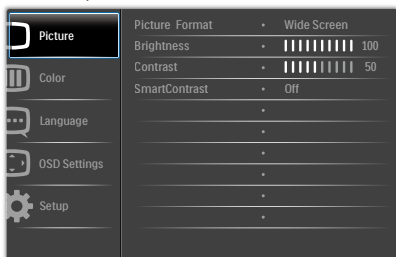 Picture
Color
Language
OSD Settings
Setup
Picture Format • Wide Screen
Brightness • 100
Contrast • 50
SmartContrast • Off
•
•
•
•
•
•